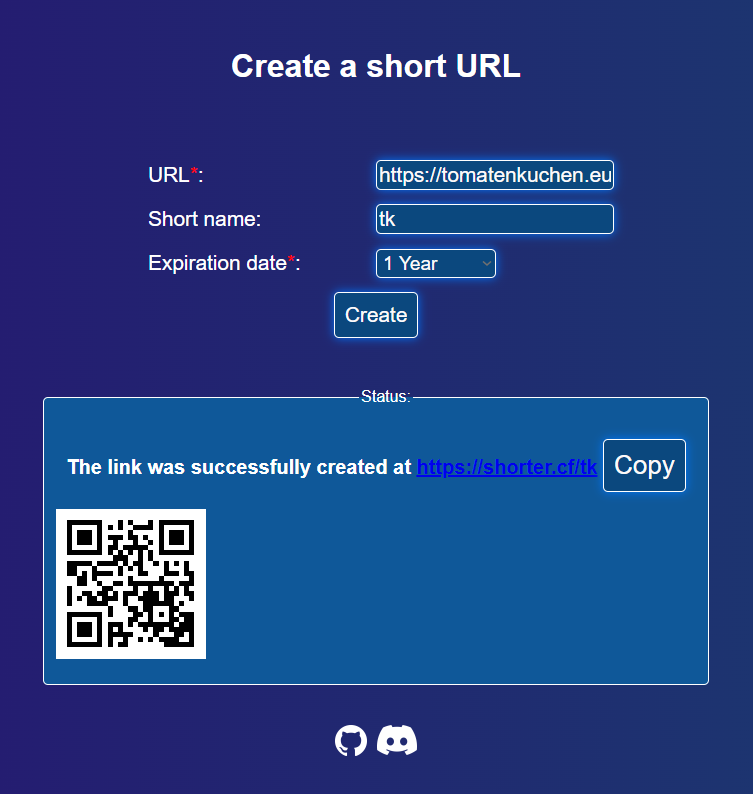 Create a short URL
URL*: https://tomatenkuchen.eu
Short name: tk
Expiration date*: 1 Year
Create
Status:
The link was successfully created at https://shorter.cf/tk Copy